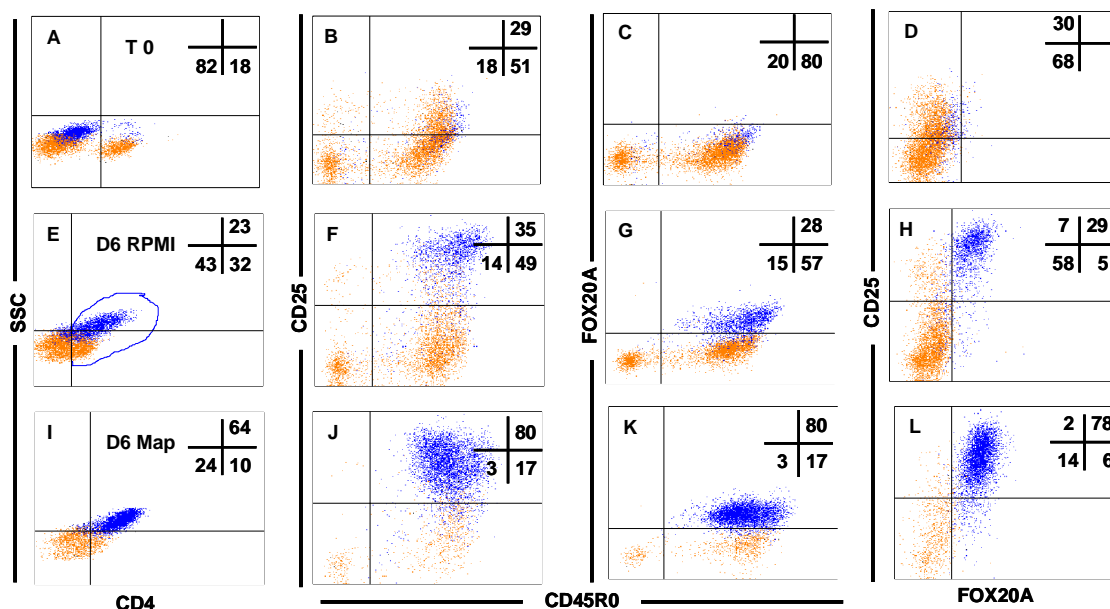 A
T 0
82 18
B
29
18 51
C
20 80
D
30
68
SSC
E
D6 RPMI
23
43 32
CD25
F
35
14 49
FOX20A
G
28
15 57
CD25
H
7 29
58 5
I
D6 Map
64
24 10
J
80
3 17
K
80
3 17
L
2 78
14 6
CD4
CD45R0
FOX20A